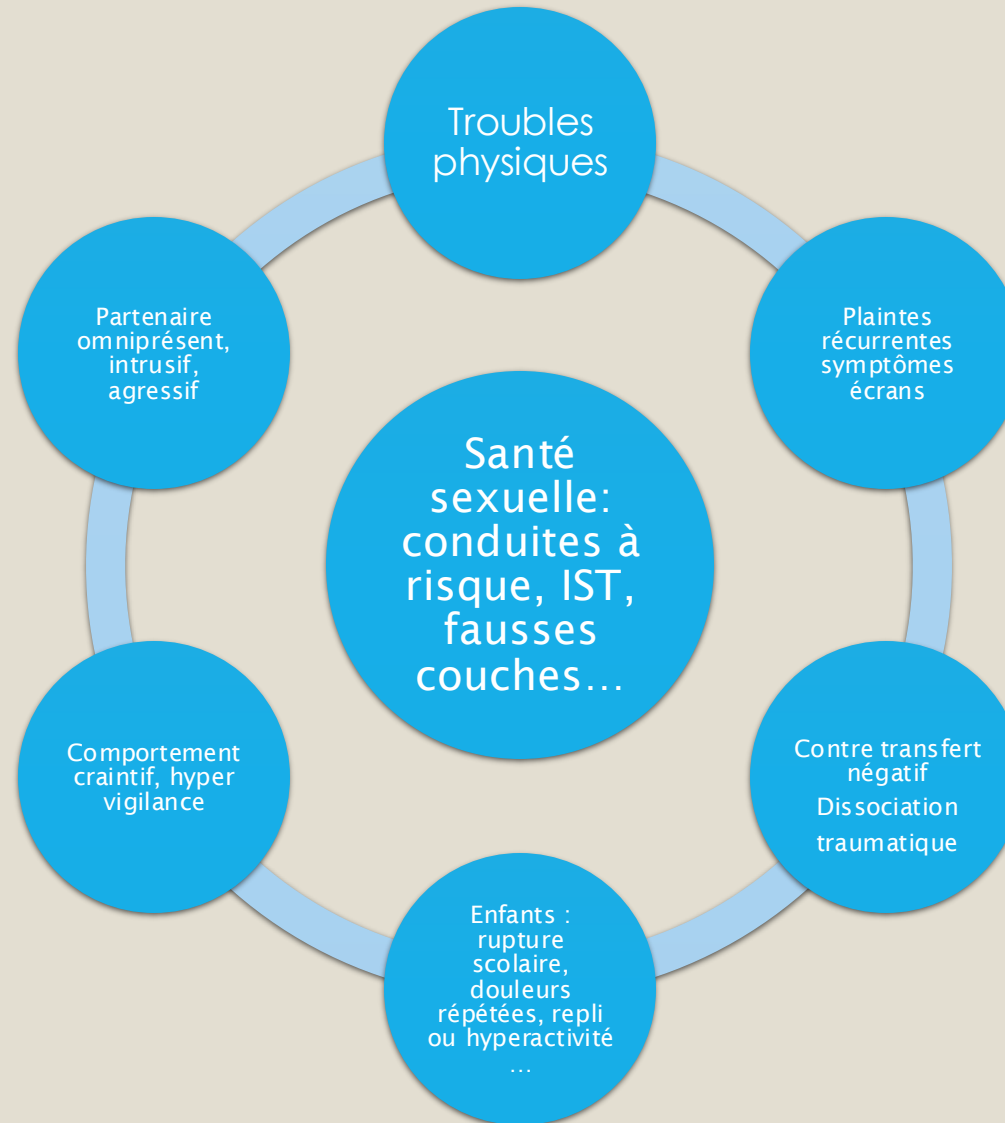 Troubles
physiques
Plaintes
récurrentes
symptômes
écrans
Contre transfert
négatif
Dissociation
traumatique
Enfants :
rupture
scolaire,
douleurs
répétées, repli
ou hyperactivité
...
Comportement
craintif, hyper
vigilance
Partenaire
omniprésent,
intrusif,
agressif
Santé
sexuelle:
conduites à
risque, IST,
fausses
couches...